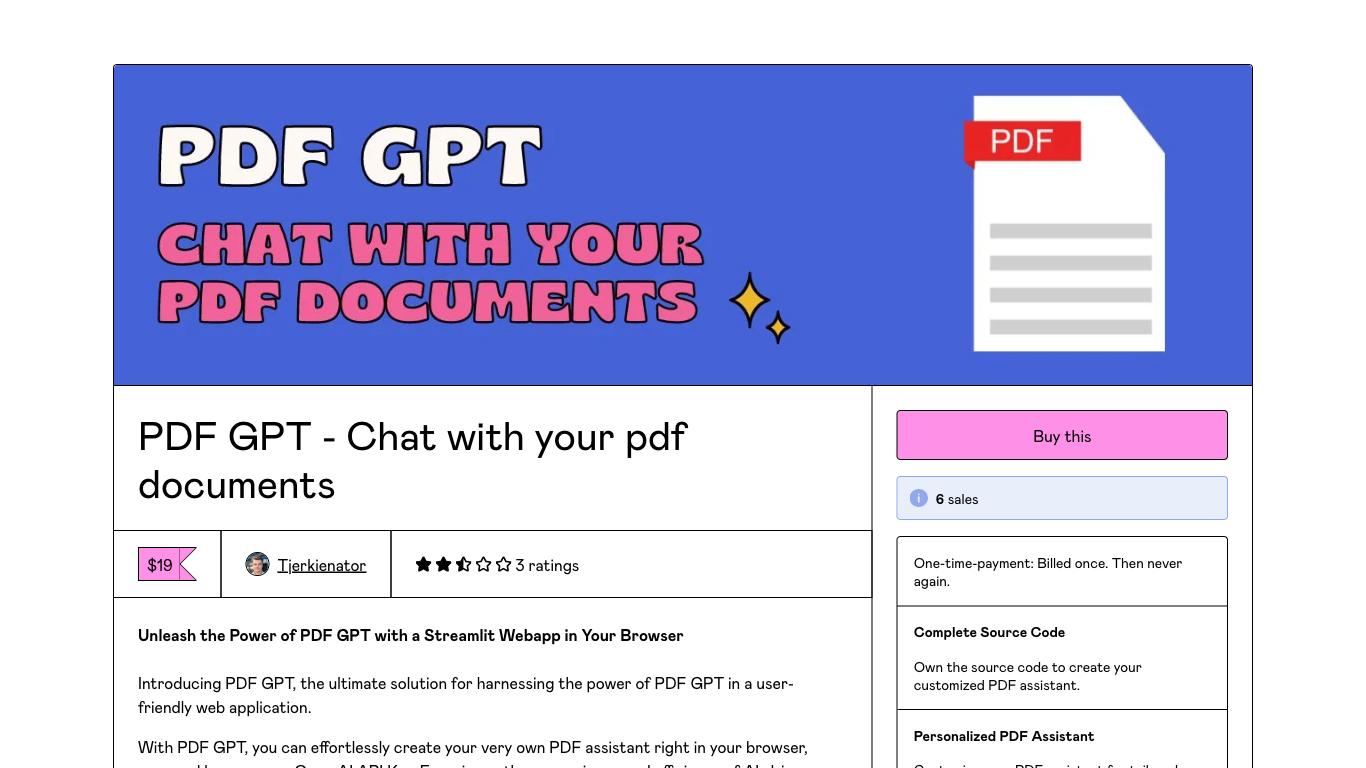 PDF GPT
CHAT WITH YOUR
PDF DOCUMENTS
PDF
PDF GPT - Chat with your pdf
documents
$19
Tjerkienator
3 ratings
Unleash the Power of PDF GPT with a Streamlit Webapp in Your Browser
Introducing PDF GPT, the ultimate solution for harnessing the power of PDF GPT in a user-
friendly web application.
With PDF GPT, you can effortlessly create your very own PDF assistant right in your browser,
Buy this
6 sales
One-time-payment: Billed once. Then never
again.
Complete Source Code
Own the source code to create your
customized PDF assistant.
Personalized PDF Assistant